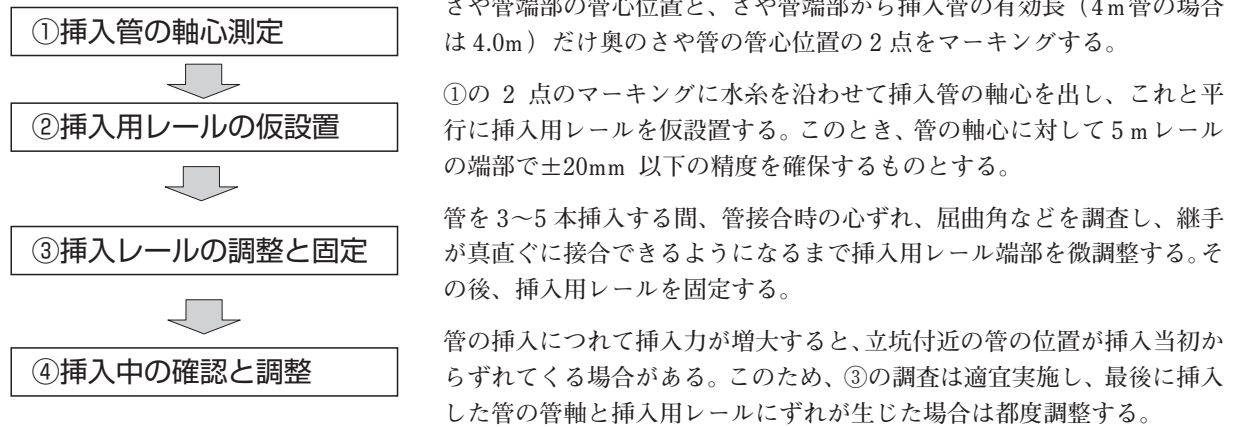 ①挿入管の軸心測定
さや管端部の管心位置と、さや管端部から挿入管の有効長（4m管の場合
は 4.0m）だけ奥のさや管の管心位置の 2 点をマーキングする。
②挿入用レールの仮設置
①の 2 点のマーキングに水糸を沿わせて挿入管の軸心を出し、これと平
行に挿入用レールを仮設置する。このとき、管の軸心に対して 5 m レール
の端部で±20mm 以下の精度を確保するものとする。
③挿入レールの調整と固定
管を 3～5 本挿入する間、管接合時の心ずれ、屈曲角などを調査し、継手
が真直ぐに接合できるようになるまで挿入用レール端部を微調整する。そ
の後、挿入用レールを固定する。
④挿入中の確認と調整
管の挿入につれて挿入力が増大すると、立坑付近の管の位置が挿入当初か
らずれてくる場合がある。このため、③の調査は適宜実施し、最後に挿入
した管の管軸と挿入用レールにずれが生じた場合は都度調整する。